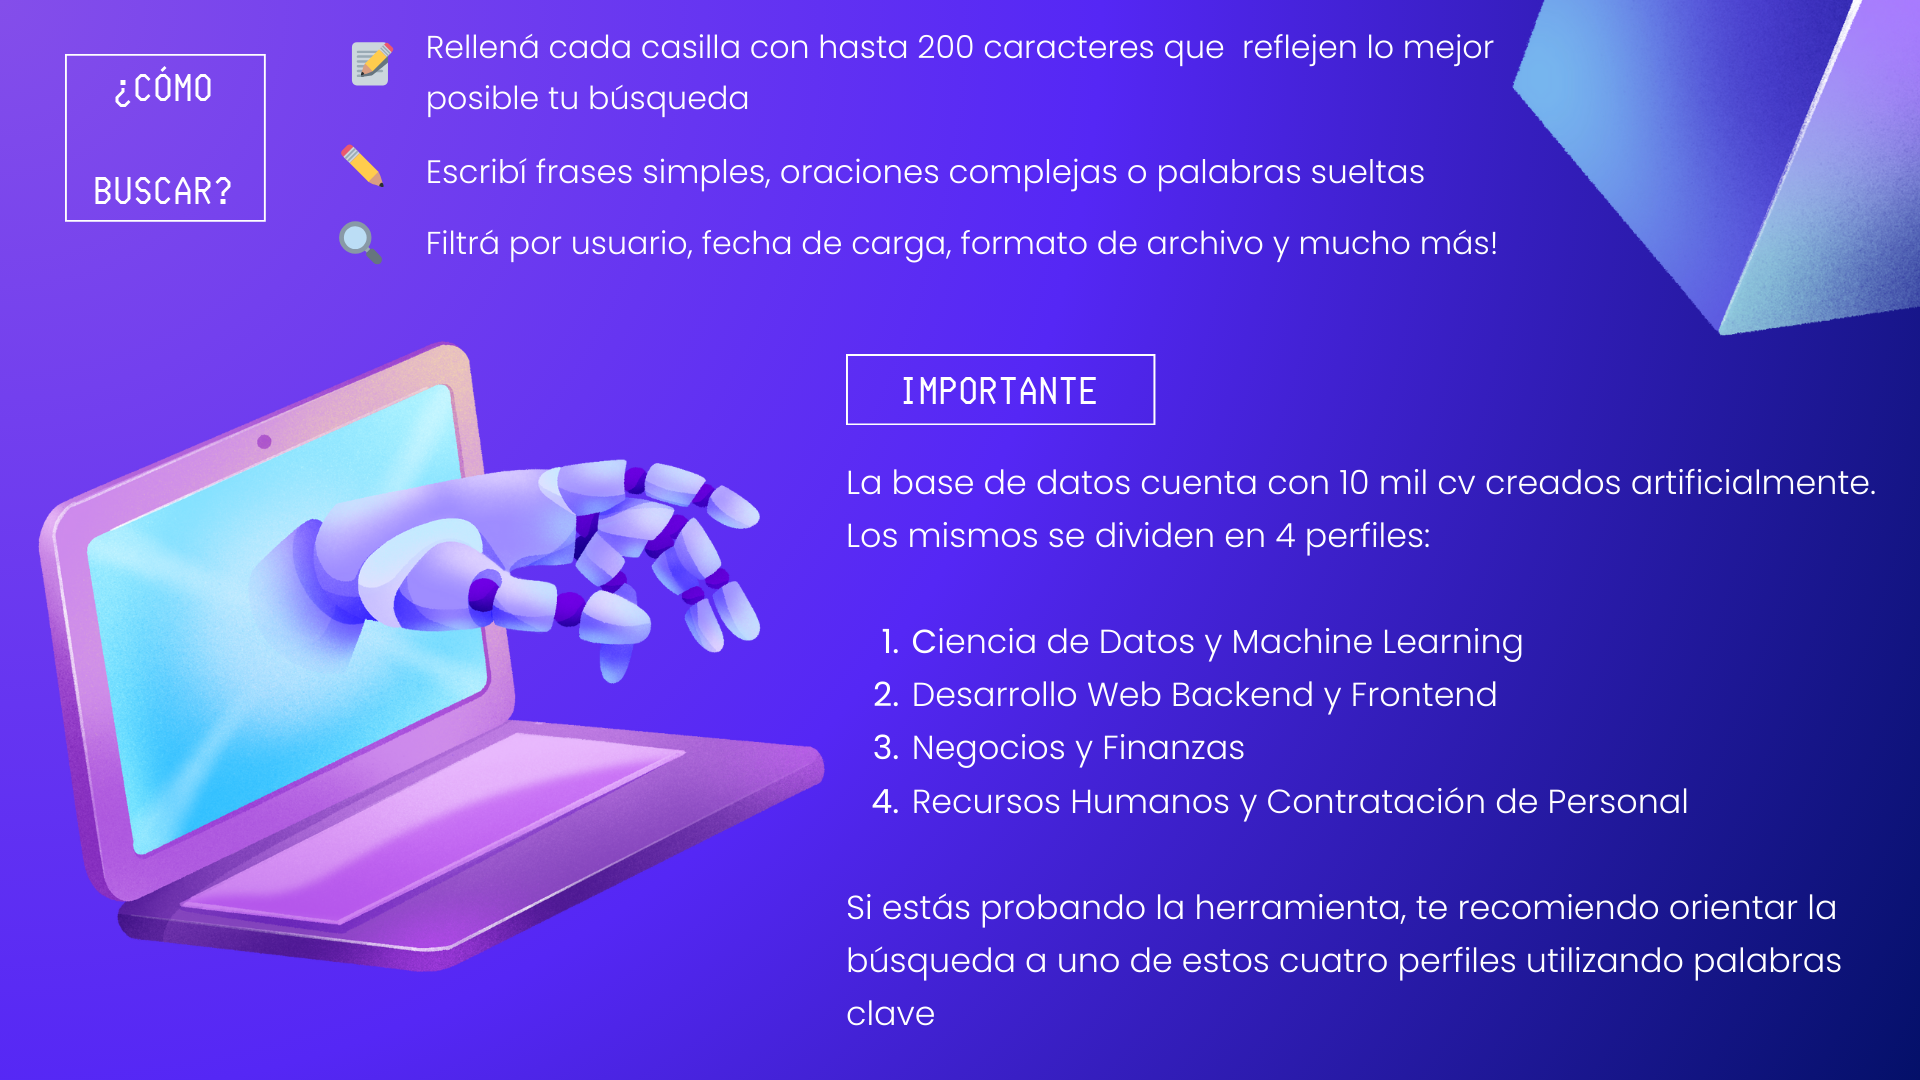 ¿CÓMO
BUSCAR?
Rellená cada casilla con hasta 200 caracteres que reflejen lo mejor
posible tu búsqueda
Escribí frases simples, oraciones complejas o palabras sueltas
Filtrá por usuario, fecha de carga, formato de archivo y mucho más!
IMPORTANTE
La base de datos cuenta con 10 mil cv creados artificialmente.
Los mismos se dividen en 4 perfiles:
1. Ciencia de Datos y Machine Learning
2. Desarrollo Web Backend y Frontend
3. Negocios y Finanzas
4. Recursos Humanos y Contratación de Personal
Si estás probando la herramienta, te recomiendo orientar la
búsqueda a uno de estos cuatro perfiles utilizando palabras
clave